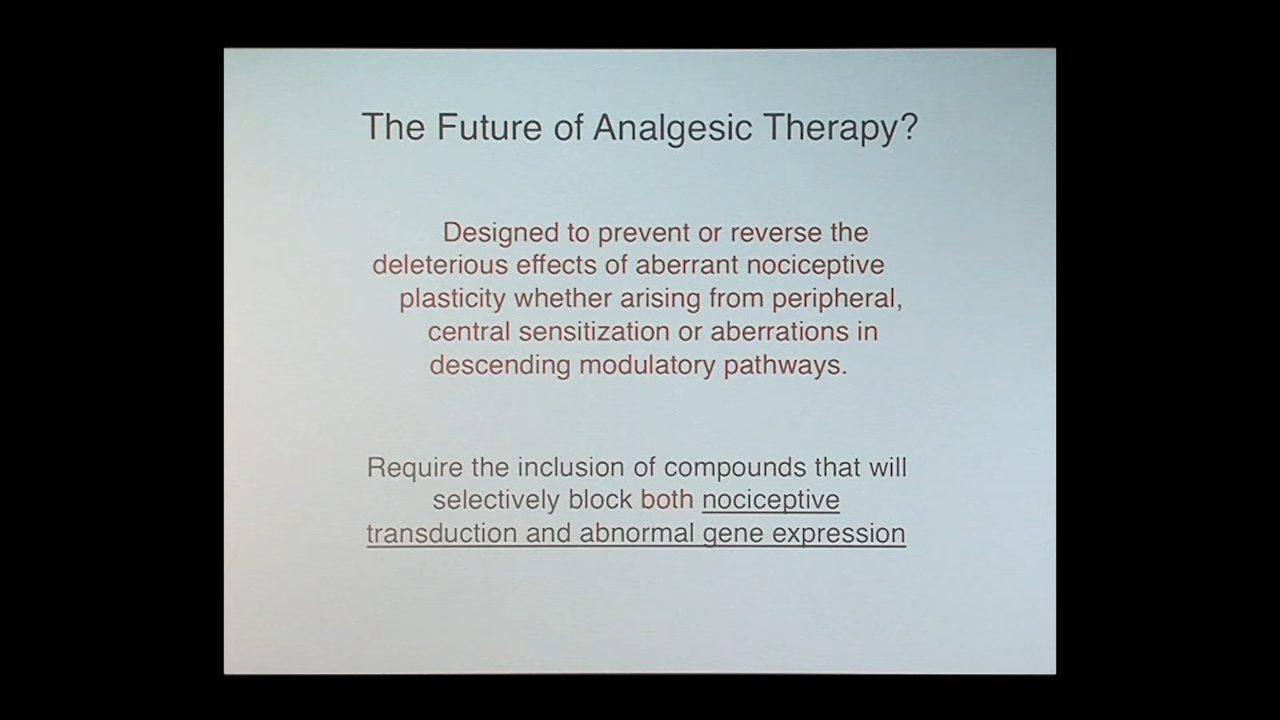 The Future of Analgesic Therapy?
Designed to prevent or reverse the
deleterious effects of aberrant nociceptive
plasticity whether arising from peripheral,
central sensitization or aberrations in
descending modulatory pathways.
Require the inclusion of compounds that will
selectively block both nociceptive
transduction and abnormal gene expression